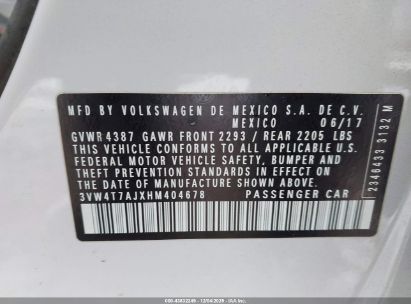 MFD BY VOLKSWAGEN DE MEXICO S.A. DE C.V.
MEXICO 06/17
GVWR 4387 GAWR FRONT 2293 / REAR 2205 LBS
THIS VEHICLE CONFORMS TO ALL APPLICABLE U.S.
FEDERAL MOTOR VEHICLE SAFETY, BUMPER AND
THEFT PREVENTION STANDARDS IN EFFECT ON THE
DATE OF MANUFACTURE SHOWN ABOVE.
3VW4T7AJXHM404678 PASSENGER CAR
2346433 3132 M